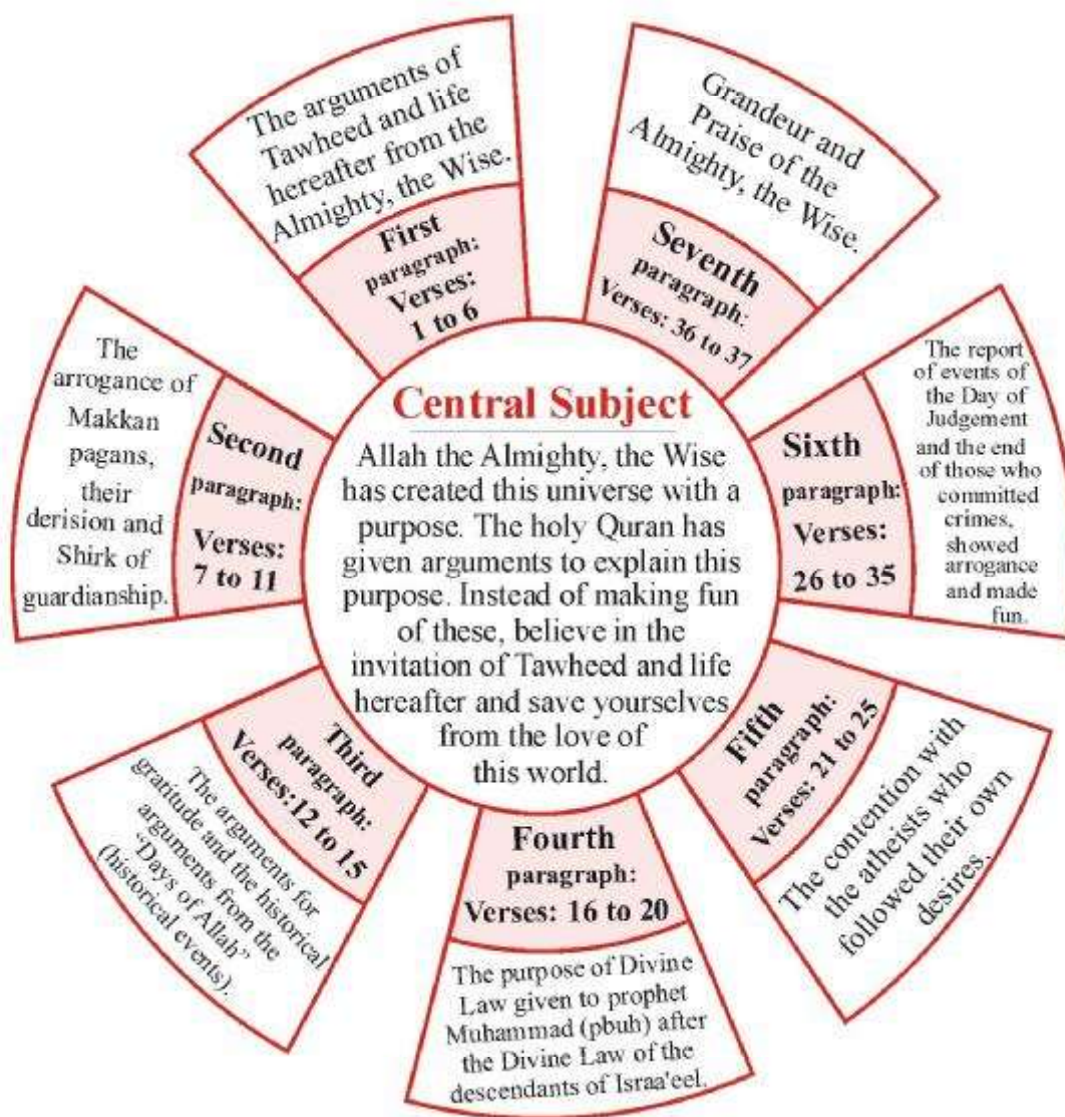 Central Subject
Allah the Almighty, the Wise
has created this universe with a
purpose. The holy Quran has
given arguments to explain this
purpose. Instead of making fun
of these, believe in the
invitation of Tawheed and life
hereafter and save yourselves
from the love of
this world.
The arguments of
Tawheed and life
hereafter from the
Almighty, the Wise.
First
paragraph:
Verses:
1 to 6
The
arrogance of
Makkan
pagans,
their
derision and
Shirk of
guardianship.
Second
paragraph:
Verses:
7 to 11
Third
paragraph:
Verses:12 to 15
The arguments for
gratitude and the historical
arguments from the
“Days of Allah”
(historical events).
Fourth
paragraph:
Verses: 16 to 20
The purpose of Divine
Law given to prophet
Muhammad (pbuh) after
the Divine Law of the
descendants of Israa'eel.
Fifth
paragraph:
Verses: 21 to 25
The contention with
the atheists who
followed their own
desires.
Sixth
paragraph:
Verses:
26 to 35
The report
of events of
the Day of
Judgement
and the end
of those who
committed
crimes,
showed
arrogance
and made
fun.
Grandeur and
Praise of the
Almighty, the Wise.
Seventh
paragraph:
Verses: 36 to 37